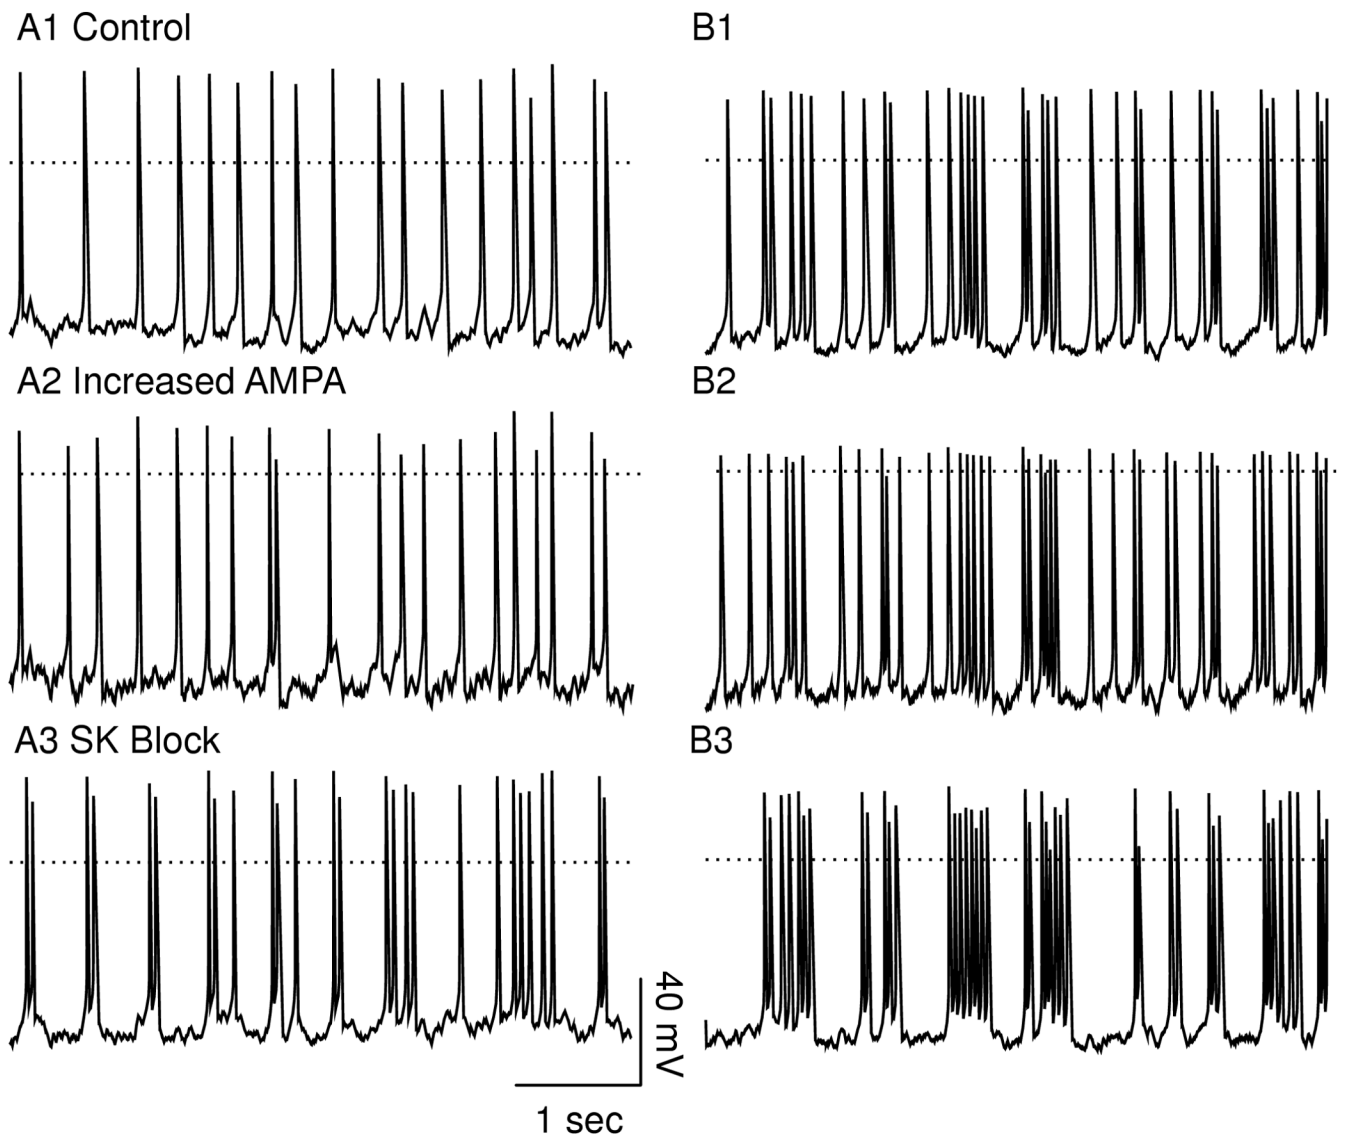 A1 Control
B1
A2 Increased AMPA
B2
A3 SK Block
B3
40 mV
1 sec